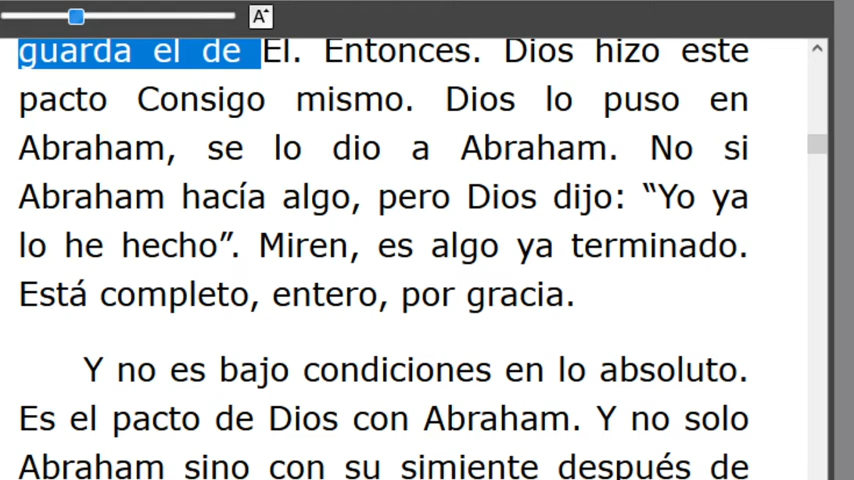 A
guarda el de El. Entonces. Dios hizo este
pacto Consigo mismo. Dios lo puso en
Abraham, se lo dio a Abraham. No si
Abraham hacía algo, pero Dios dijo: “Yo ya
lo he hecho”. Miren, es algo ya terminado.
Está completo, entero, por gracia.
Y no es bajo condiciones en lo absoluto.
Es el pacto de Dios con Abraham. Y no solo
Abraham sino con su simiente después de